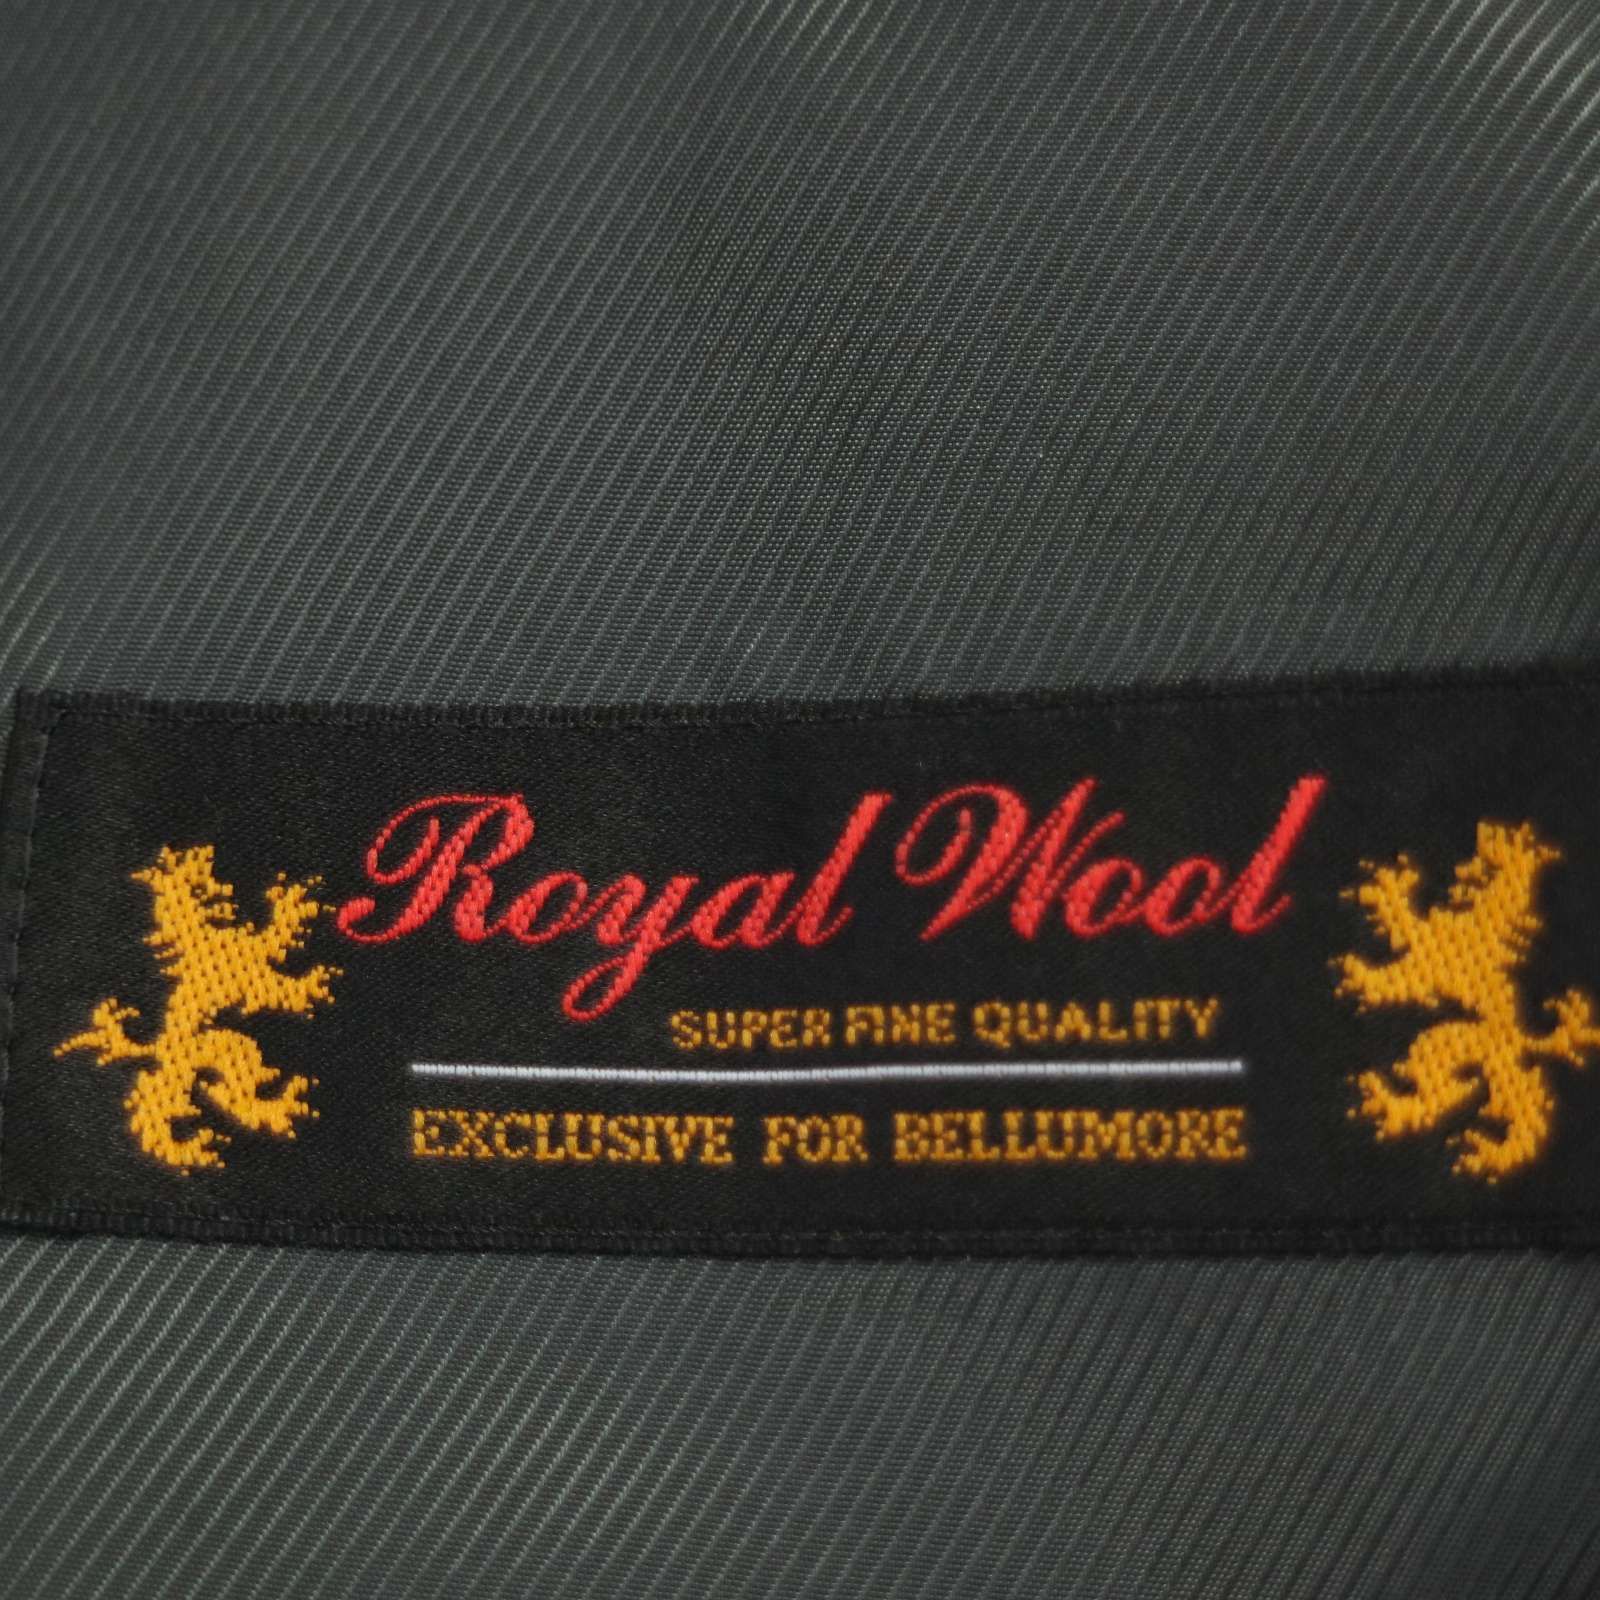 Royal Wool
SUPER FINE QUALITY
EXCLUSIVE FOR BELLUMORE